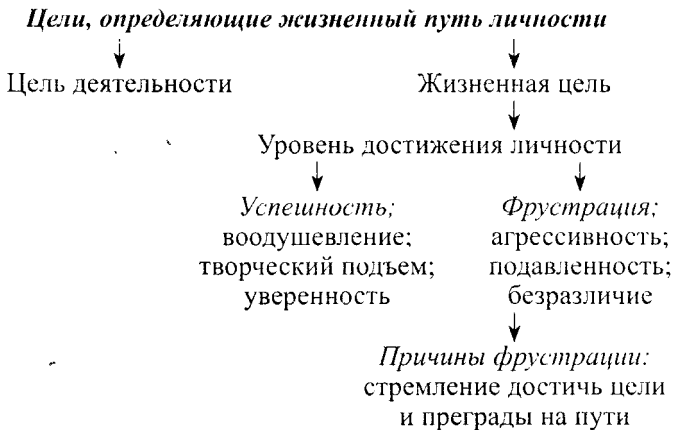 Цели, определяющие жизненный путь личности
Цель деятельности
Жизненная цель
Уровень достижения личности
Успешность;
воодушевление;
творческий подъем;
уверенность
Фрустрация;
агрессивность;
подавленность;
безразличие
Причины фрустрации:
стремление достичь цели
и преграды на пути